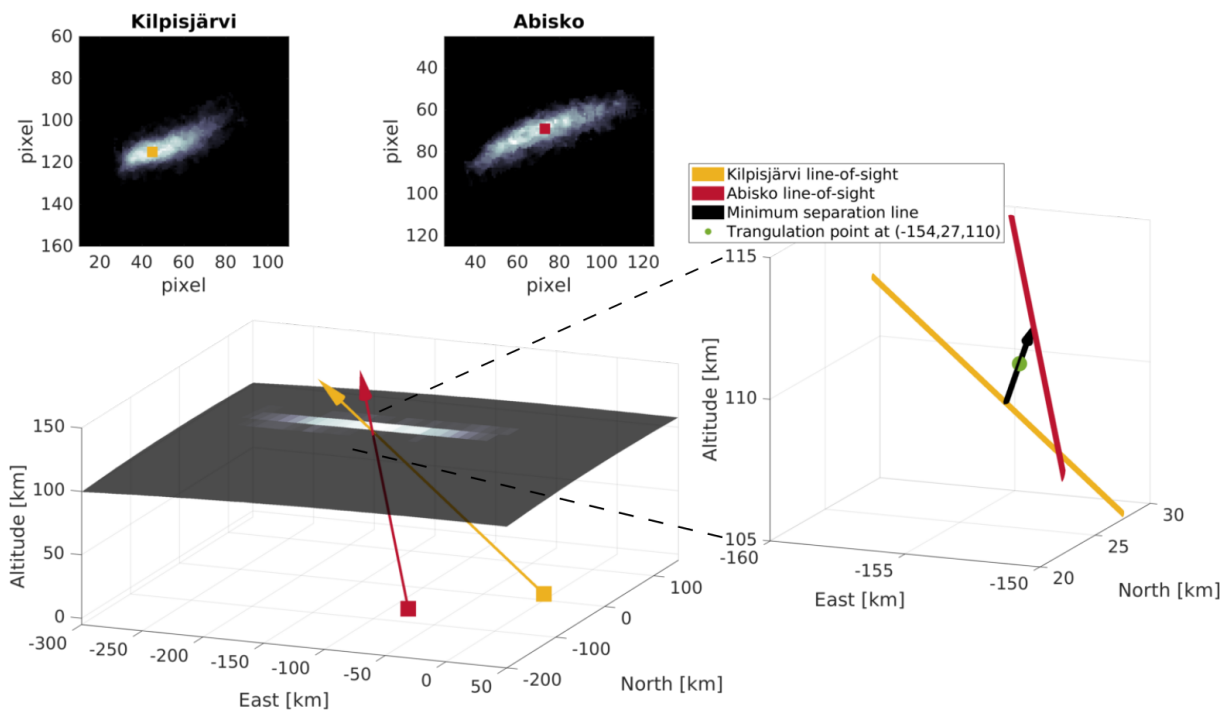 Kilpisjärvi
60
80
100
120
140
160
pixel
20 40 60 80 100
pixel
Abisko
40
60
80
100
120
pixel
40 60 80 100 120
pixel
Kilpisjärvi line-of-sight
Abisko line-of-sight
Minimum separation line
Trangulation point at (-154,27,110)
115
110
105
Altitude [km]
-160
-155
-150
East [km]
20
25
30
North [km]
150
100
50
0
Altitude [km]
-300
-250
-200
-150
-100
-50
0
50
East [km]
-200
-100
0
100
North [km]